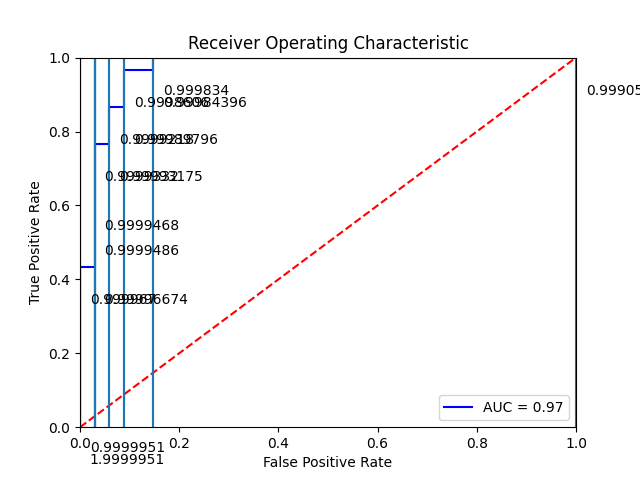 Receiver Operating Characteristic
1.0
0.999834
0.99905
0.8
0.6
0.9999468
0.9999486
0.4
0.2
0.0
AUC = 0.97
0.0 0.2 0.4 0.6 0.8 1.0
0.9999951
1.9999951
False Positive Rate
True Positive Rate